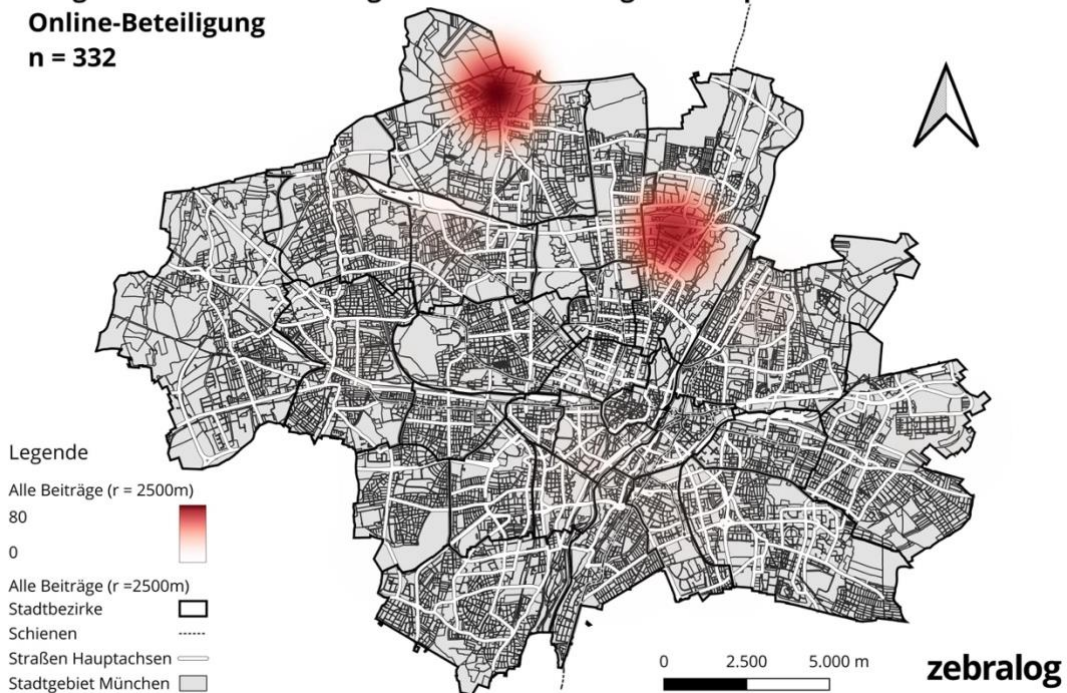 Online-Beteiligung
n = 332
Legende
Alle Beiträge (r = 2500m)
80
0
Alle Beiträge (r =2500m)
Stadtbezirke
Schienen
Straßen Hauptachsen
Stadtgebiet München
0 2.500 5.000 m
zebralog